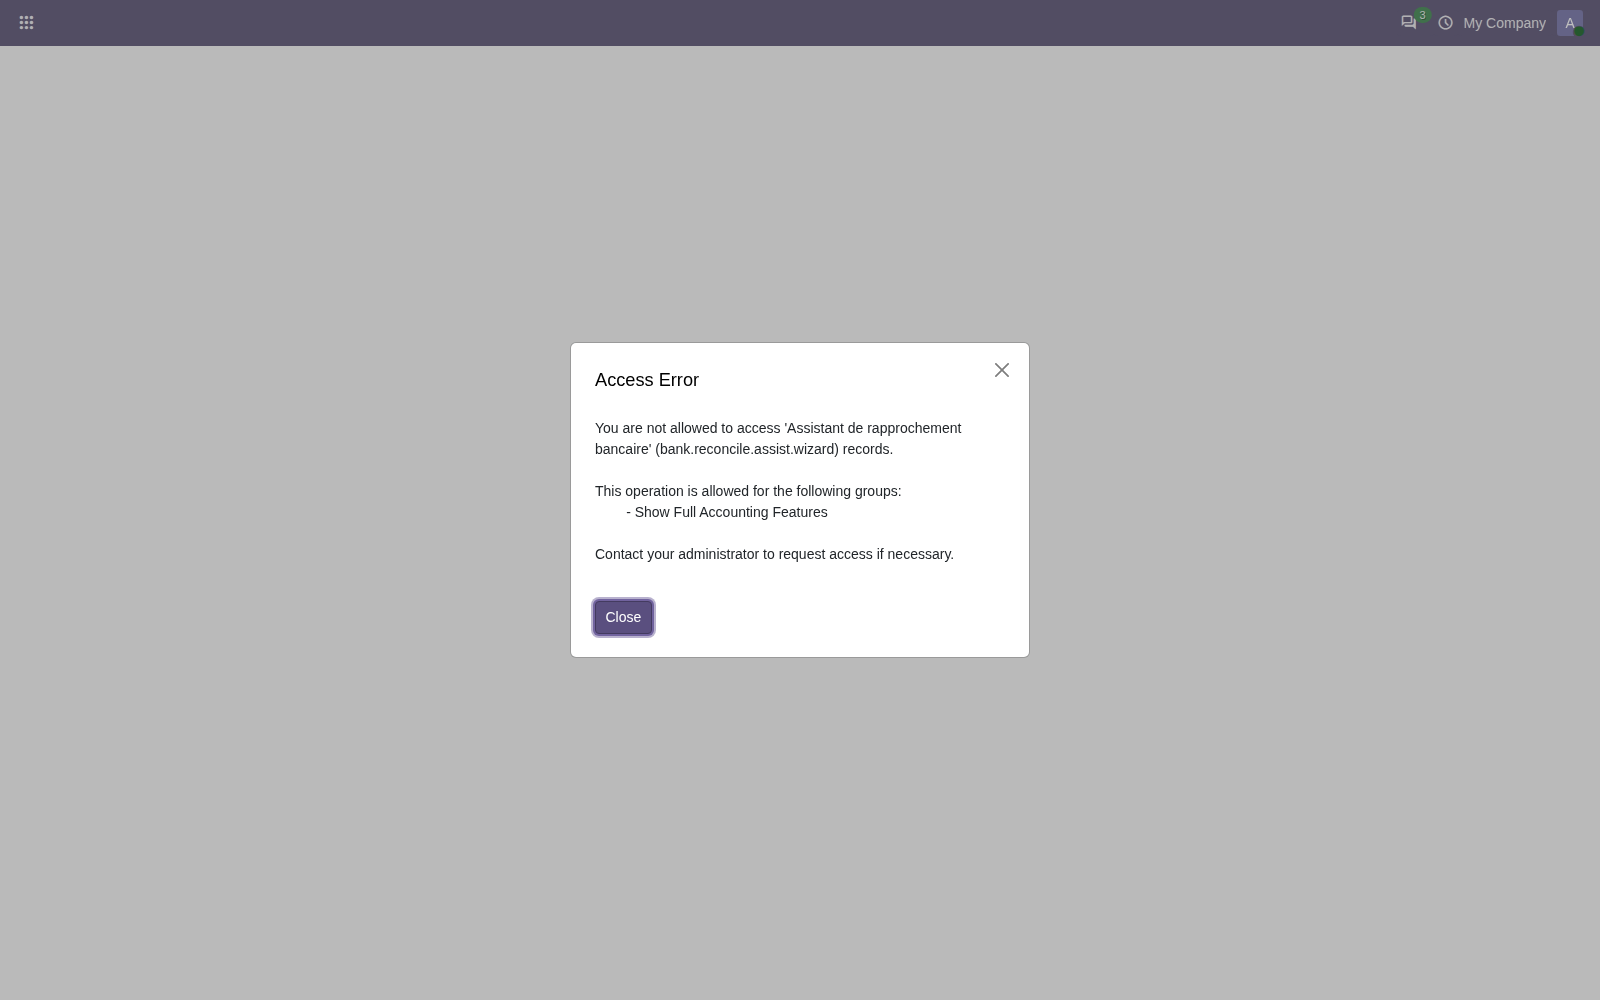 3
My Company
A
Access Error
You are not allowed to access 'Assistant de rapprochement
bancaire' (bank.reconcile.assist.wizard) records.
This operation is allowed for the following groups:
- Show Full Accounting Features
Contact your administrator to request access if necessary.
Close